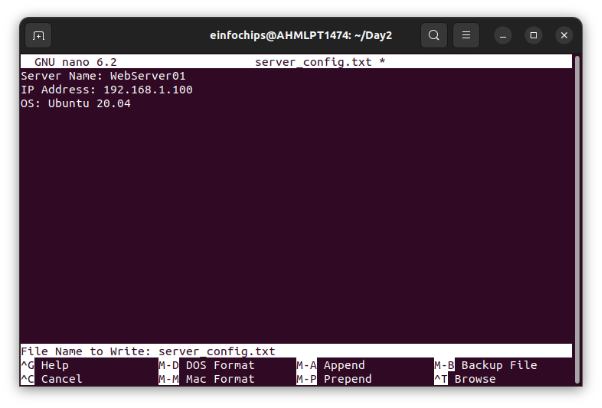 einfochips@AHMLPT1474: ~/Day2
GNU nano 6.2 server_config.txt *
Server Name: WebServer01
IP Address: 192.168.1.100
OS: Ubuntu 20.04
File Name to Write: server_config.txt
^G Help M-D DOS Format M-A Append M-B Backup File
^C Cancel M-M Mac Format M-P Prepend ^T Browse